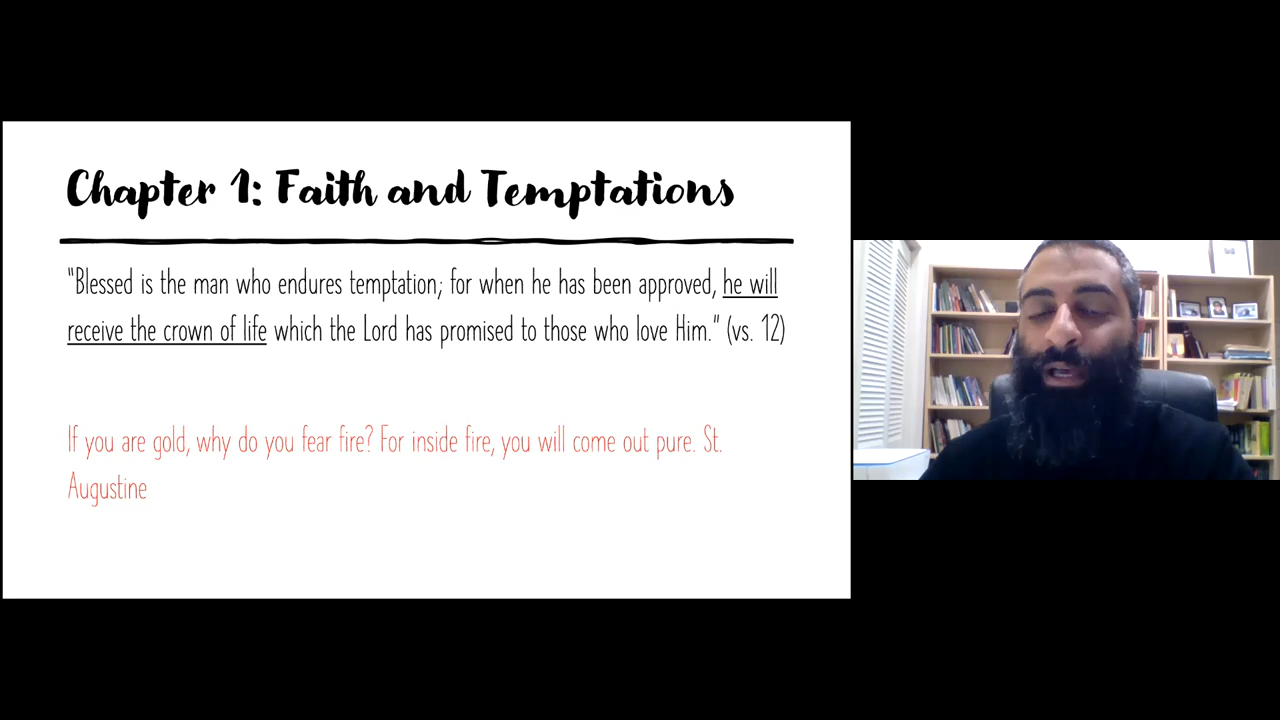 Chapter 1: Faith and Temptations
"Blessed is the man who endures temptation; for when he has been approved, he will
receive the crown of life which the Lord has promised to those who love Him." (vs. 12)
If you are gold, why do you fear fire? For inside fire, you will come out pure. St.
Augustine